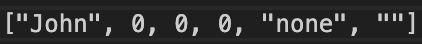 ["John", 0, 0, 0, "none", ""]